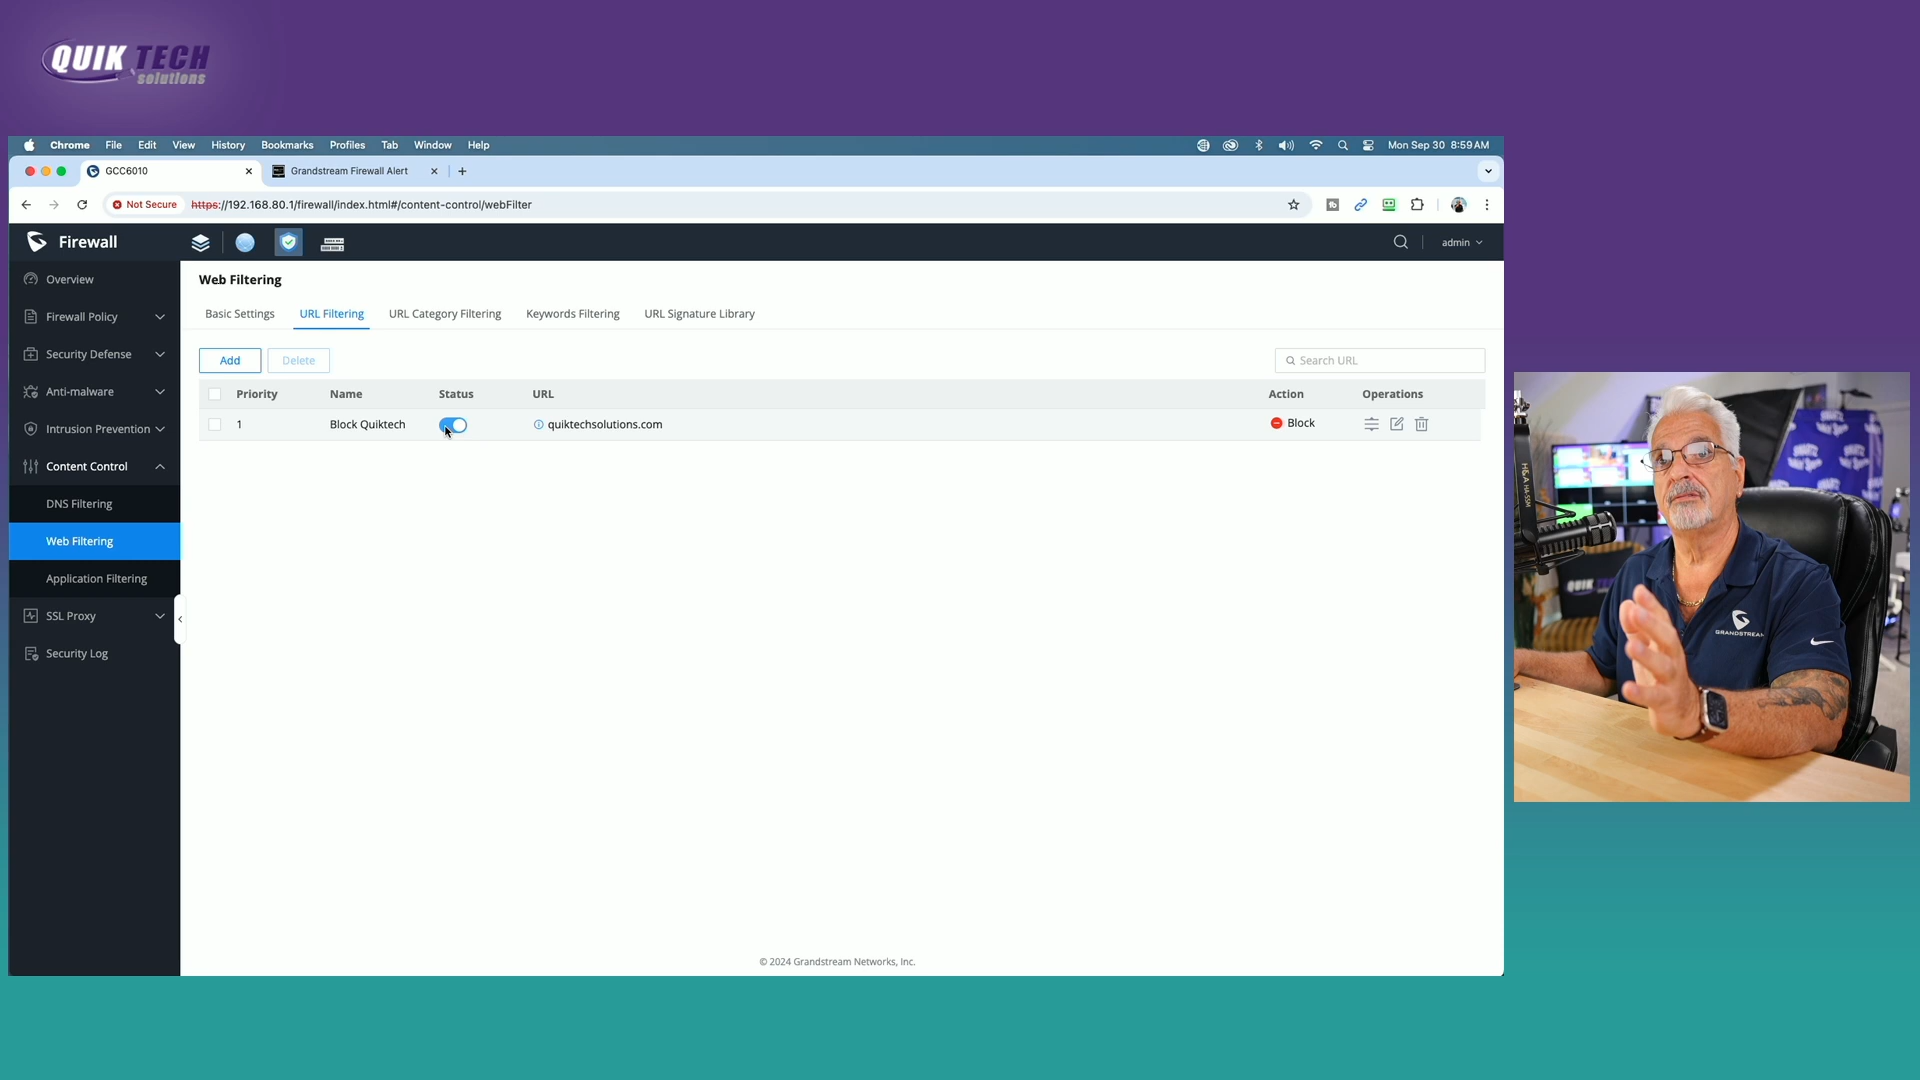 QUIK TECH
solutions
Chrome File Edit View History Bookmarks Profiles Tab Window Help
Mon Sep 30 8:59 AM
GCC6010
Grandstream Firewall Alert
Not Secure https://192.168.80.1/firewall/index.html#/content-control/webFilter
Firewall
admin
Overview
Firewall Policy
Security Defense
Anti-malware
Intrusion Prevention
Content Control
DNS Filtering
Web Filtering
Application Filtering
SSL Proxy
Security Log
Web Filtering
Basic Settings URL Filtering URL Category Filtering Keywords Filtering URL Signature Library
Add Delete
Search URL
Priority Name Status URL Action Operations
1 Block Quiktech quiktechsolutions.com Block
© 2024 Grandstream Networks, Inc.
H&A HA-SSM
QUIK TECH
GRANDSTREAM